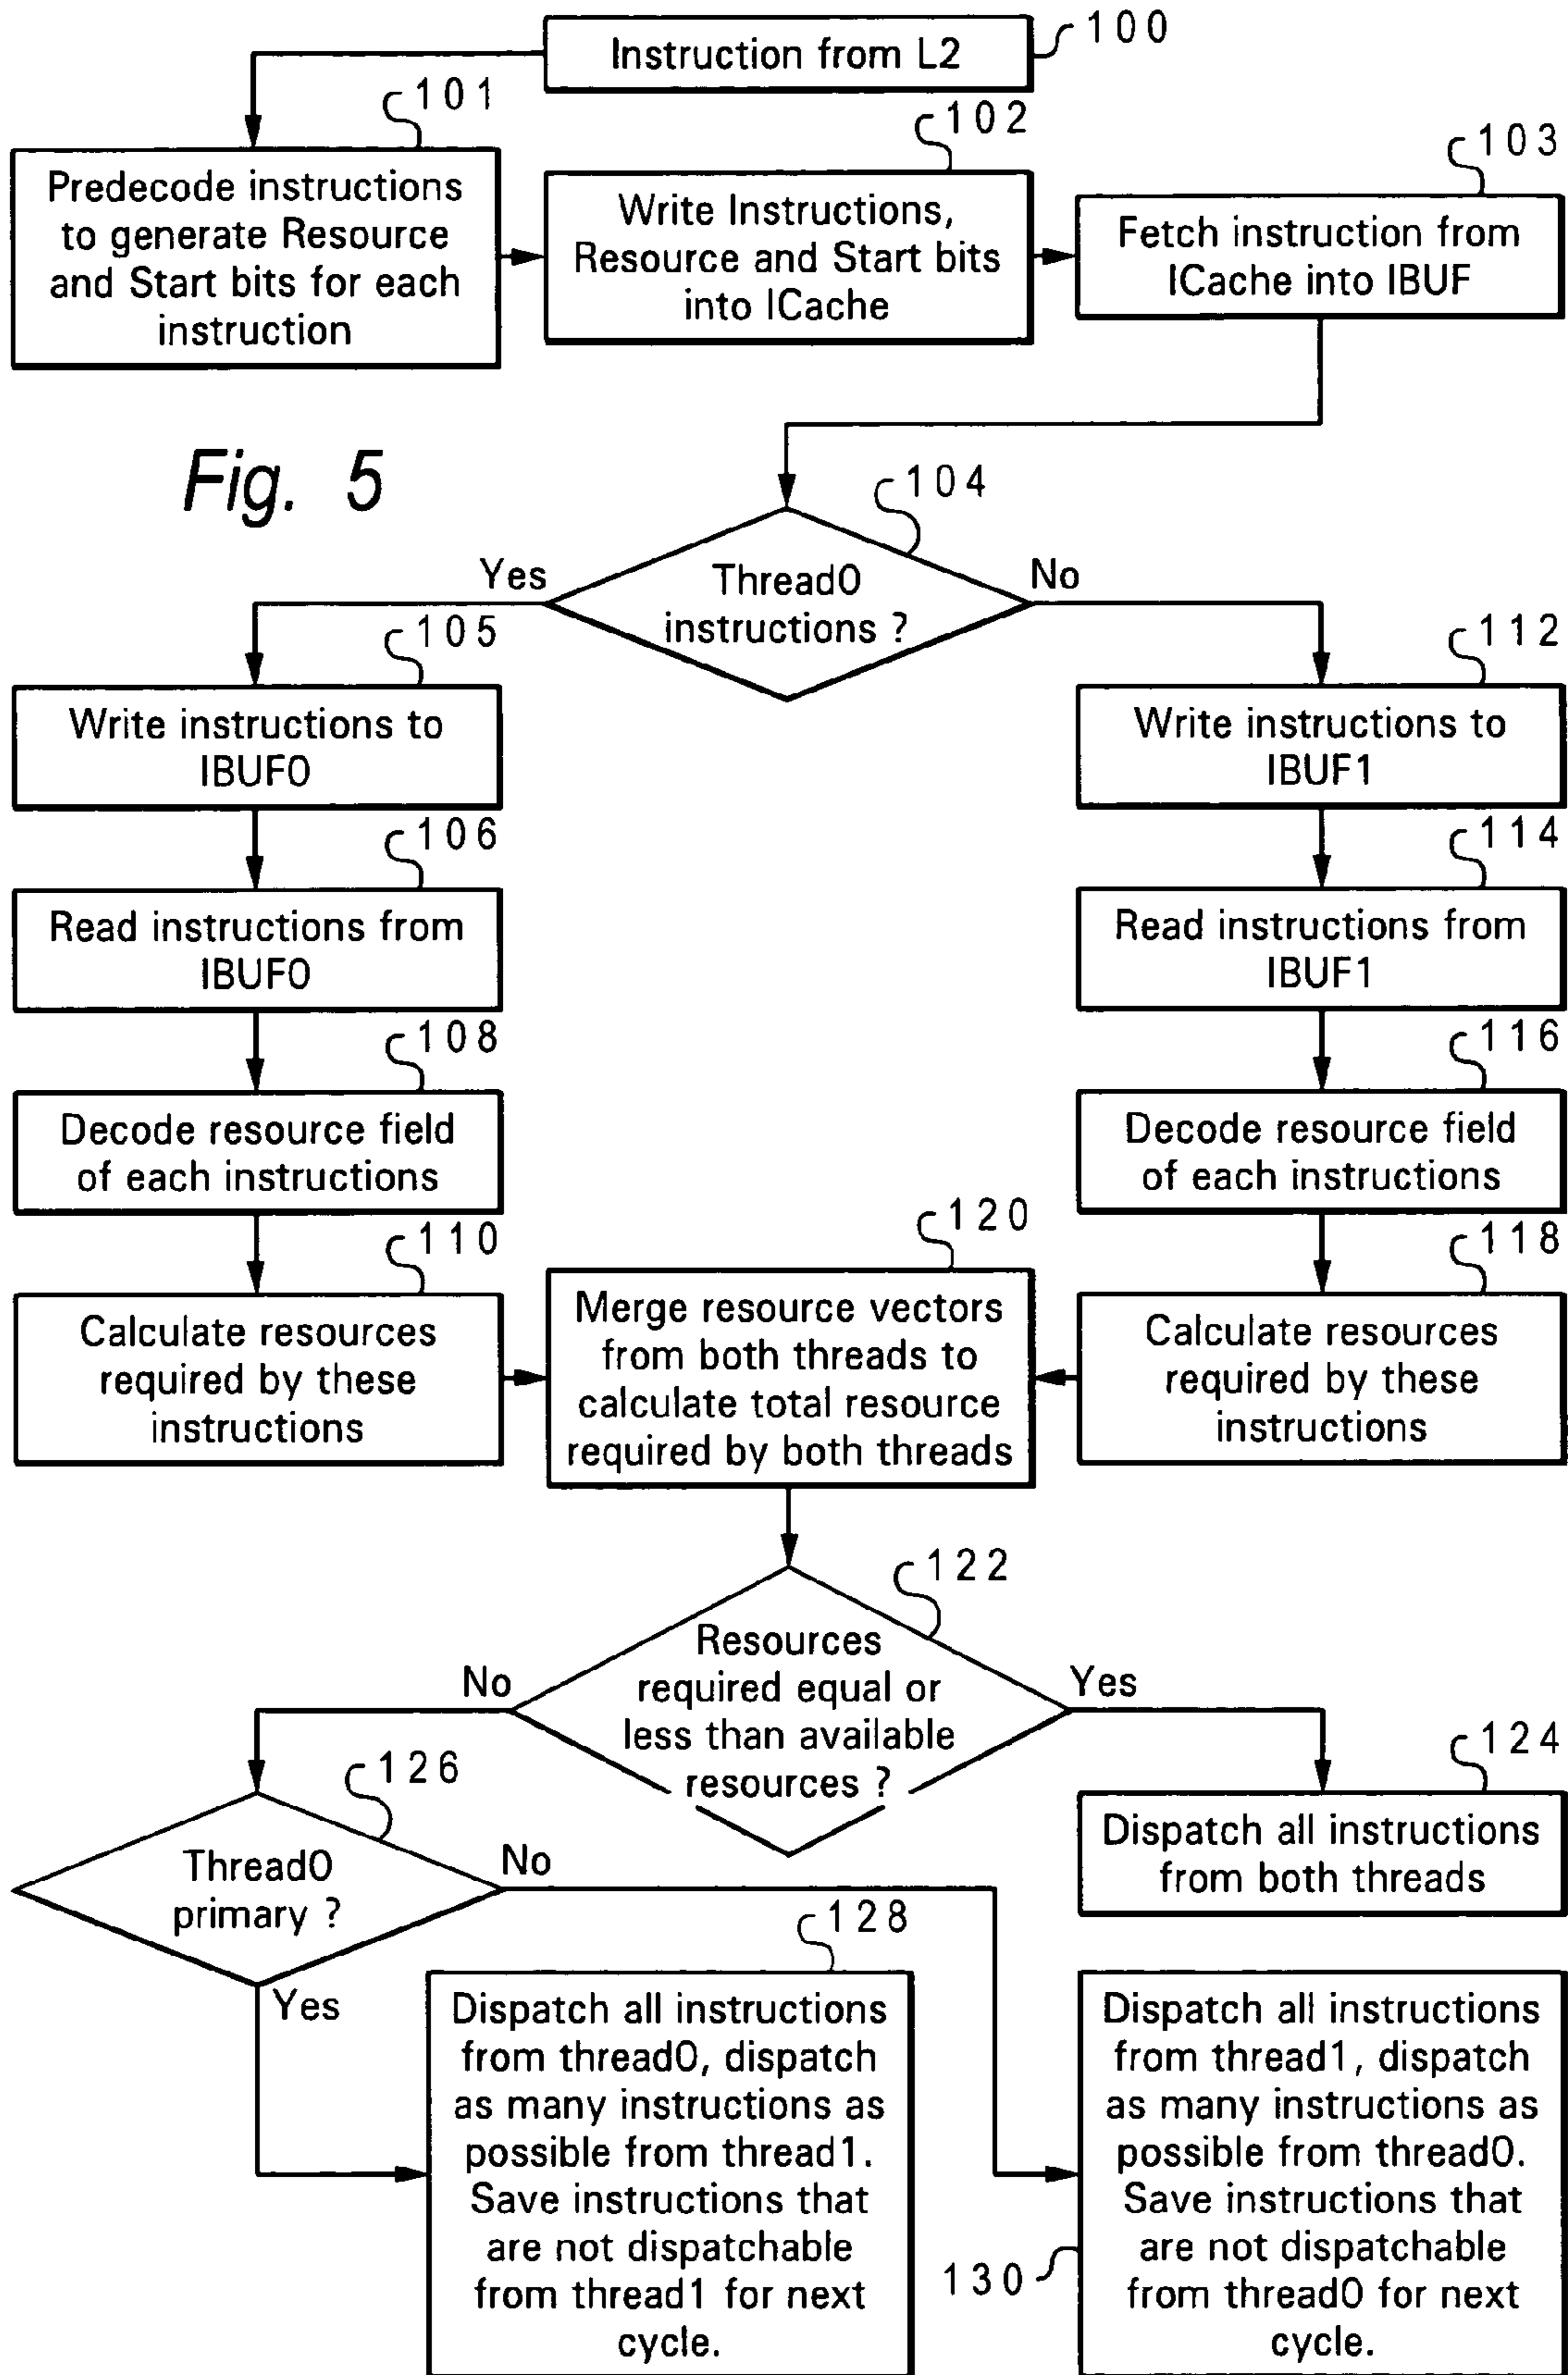 Instruction from L2
100
101
Predecode instructions
to generate Resource
and Start bits for each
instruction
102
Write Instructions,
Resource and Start bits
into ICache
103
Fetch instruction from
ICache into IBUF
Fig. 5
104
Thread0
instructions ?
Yes
No
105
Write instructions to
IBUF0
112
Write instructions to
IBUF1
106
Read instructions from
IBUF0
114
Read instructions from
IBUF1
108
Decode resource field
of each instructions
116
Decode resource field
of each instructions
110
Calculate resources
required by these
instructions
120
Merge resource vectors
from both threads to
calculate total resource
required by both threads
118
Calculate resources
required by these
instructions
122
Resources
required equal or
less than available
resources ?
No
Yes
124
Dispatch all instructions
from both threads
126
Thread0
primary ?
No
Yes
128
Dispatch all instructions
from thread0, dispatch
as many instructions as
possible from thread1.
Save instructions that
are not dispatchable
from thread1 for next
cycle.
130
Dispatch all instructions
from thread1, dispatch
as many instructions as
possible from thread0.
Save instructions that
are not dispatchable
from thread0 for next
cycle.